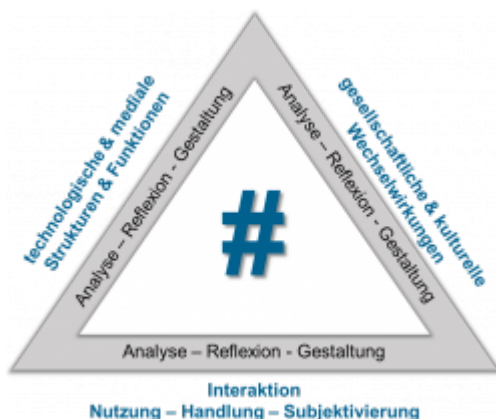 technologische & mediale
Strukturen & Funktionen
Analyse – Reflexion - Gestaltung
gesellschaftliche & kulturelle
Wechselwirkungen
Analyse – Reflexion - Gestaltung
#
Analyse – Reflexion - Gestaltung
Interaktion
Nutzung – Handlung – Subjektivierung